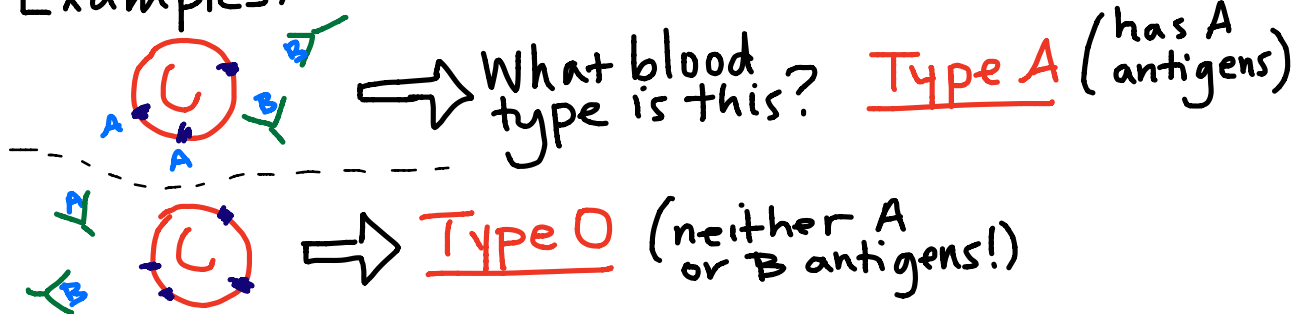 Examples:
B
What blood
type is this?
Type A
(has A
antigens)
B
A
A
A
Type O
(neither A
or B antigens!)
B